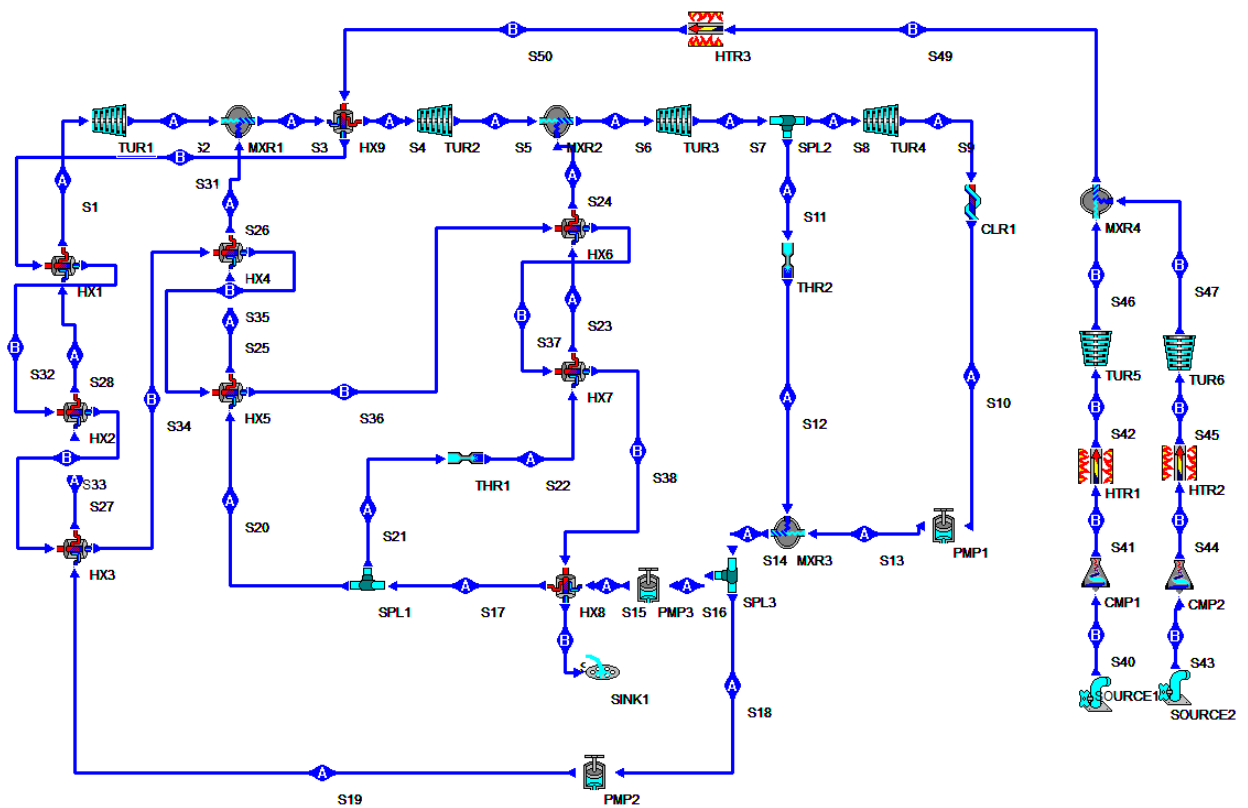 B
B
S50
HTR3
S49
A
A
A
A
A
A
A
TUR1
S2
MXR1
S3
HX9
S4
TUR2
S5
MXR2
S6
TUR3
S7
SPL2
S8
TUR4
S9
B
S31
A
S1
A
S26
A
S24
A
S11
CLR1
MXR4
HX1
HX4
HX6
THR2
B
S46
B
S47
B
B
S35
A
S25
A
S23
B
S37
S32
A
S28
B
S34
HX2
HX5
B
S36
HX7
A
S12
A
S10
TUR5
TUR6
B
S42
B
S45
B
A
S33
S27
A
S20
A
S21
THR1
A
S22
B
S38
HTR1
HTR2
HX3
A
S14
MXR3
A
S13
PMP1
B
S41
B
S44
SPL1
A
S17
HX8
A
S15
PMP3
A
S16
SPL3
CMP1
CMP2
B
S40
B
S43
B
SINK1
A
S18
SOURCE1
SOURCE2
A
S19
PMP2